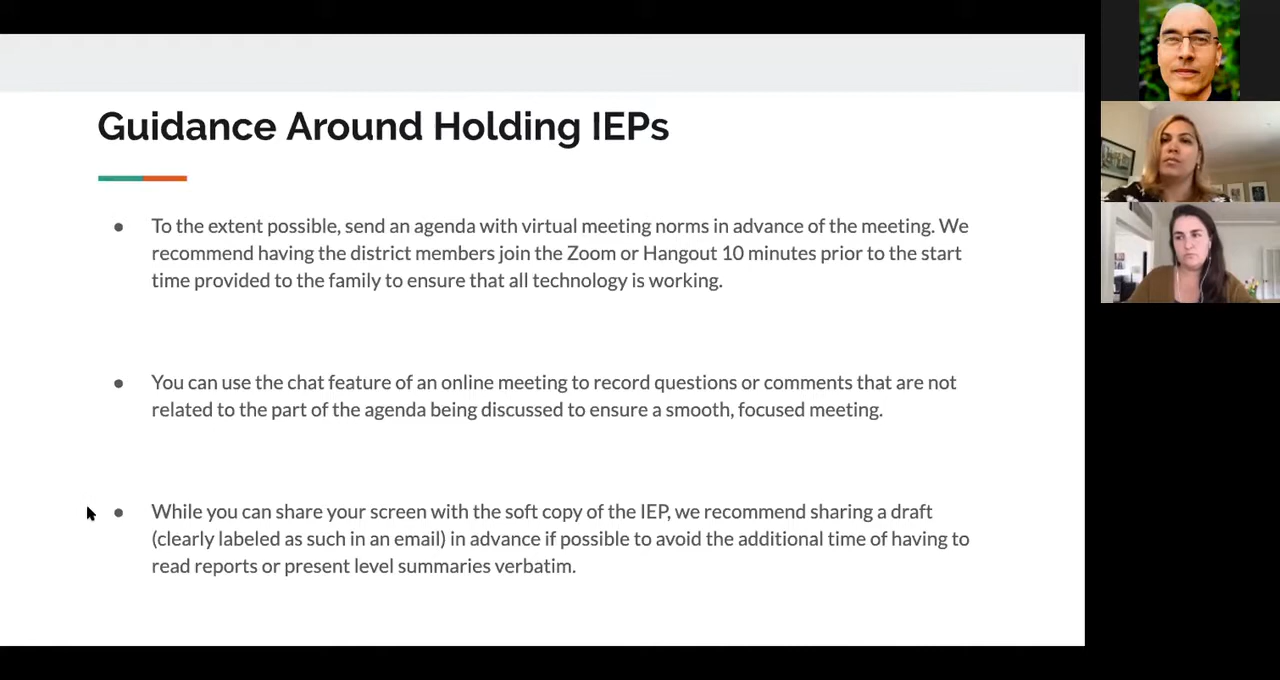 Guidance Around Holding IEPs
● To the extent possible, send an agenda with virtual meeting norms in advance of the meeting. We
recommend having the district members join the Zoom or Hangout 10 minutes prior to the start
time provided to the family to ensure that all technology is working.
● You can use the chat feature of an online meeting to record questions or comments that are not
related to the part of the agenda being discussed to ensure a smooth, focused meeting.
● While you can share your screen with the soft copy of the IEP, we recommend sharing a draft
(clearly labeled as such in an email) in advance if possible to avoid the additional time of having to
read reports or present level summaries verbatim.